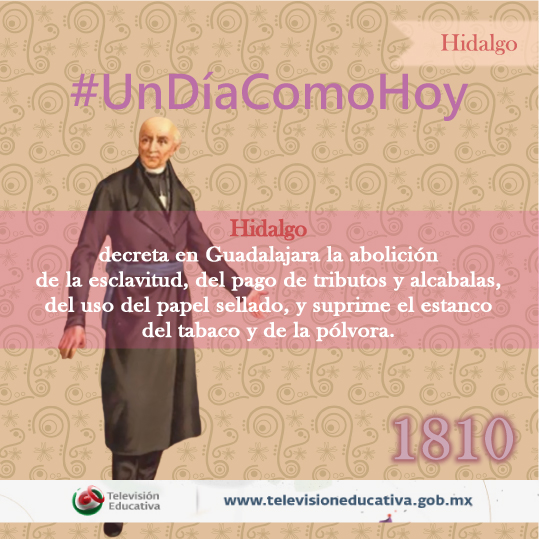 Hidalgo
#UnDíaComoHoy
Hidalgo
decreta en Guadalajara la abolición
de la esclavitud, del pago de tributos y alcabalas,
del uso del papel sellado, y suprime el estanco
del tabaco y de la pólvora.
1810
Televisión
Educativa
www.televisioneducativa.gob.mx